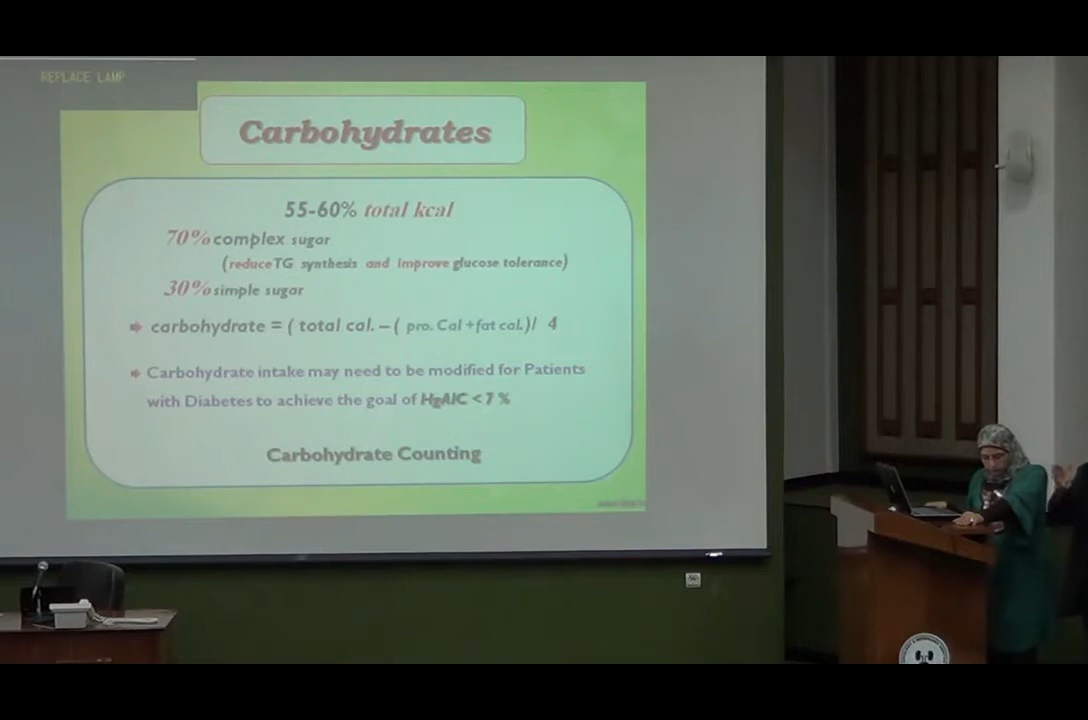 REPLACE LAMP
Carbohydrates
55-60% total kcal
70% complex sugar
(reduce TG synthesis and improve glucose tolerance)
30% simple sugar
carbohydrate = ( total cal. – ( pro. Cal +fat cal.)/ 4
Carbohydrate intake may need to be modified for Patients
with Diabetes to achieve the goal of HgAIC < 7 %
Carbohydrate Counting